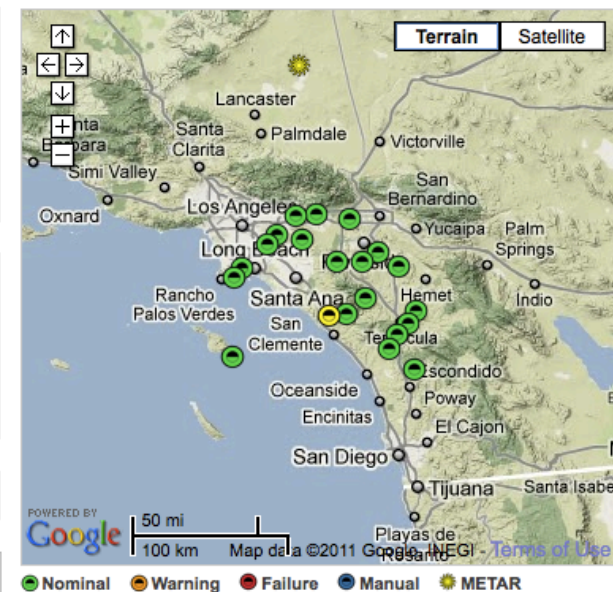 Terrain
Satellite
Lancaster
Palmdale
Santa
Clarita
Victorville
Simi Valley
Oxnard
San
Bernardino
Los Angeles
Yucaipa
Palm
Springs
Long Beach
Rancho
Palos Verdes
Santa Ana
Hemet
Indio
San
Clemente
Escondido
Oceanside
Poway
Encinitas
El Cajon
San Diego
Tijuana
Santa Isabe
Playas de
Rosarito
POWERED BY
Google
50 mi
100 km
Map data ©2011 Google, INEGI - Terms of Use
Nominal
Warning
Failure
Manual
METAR